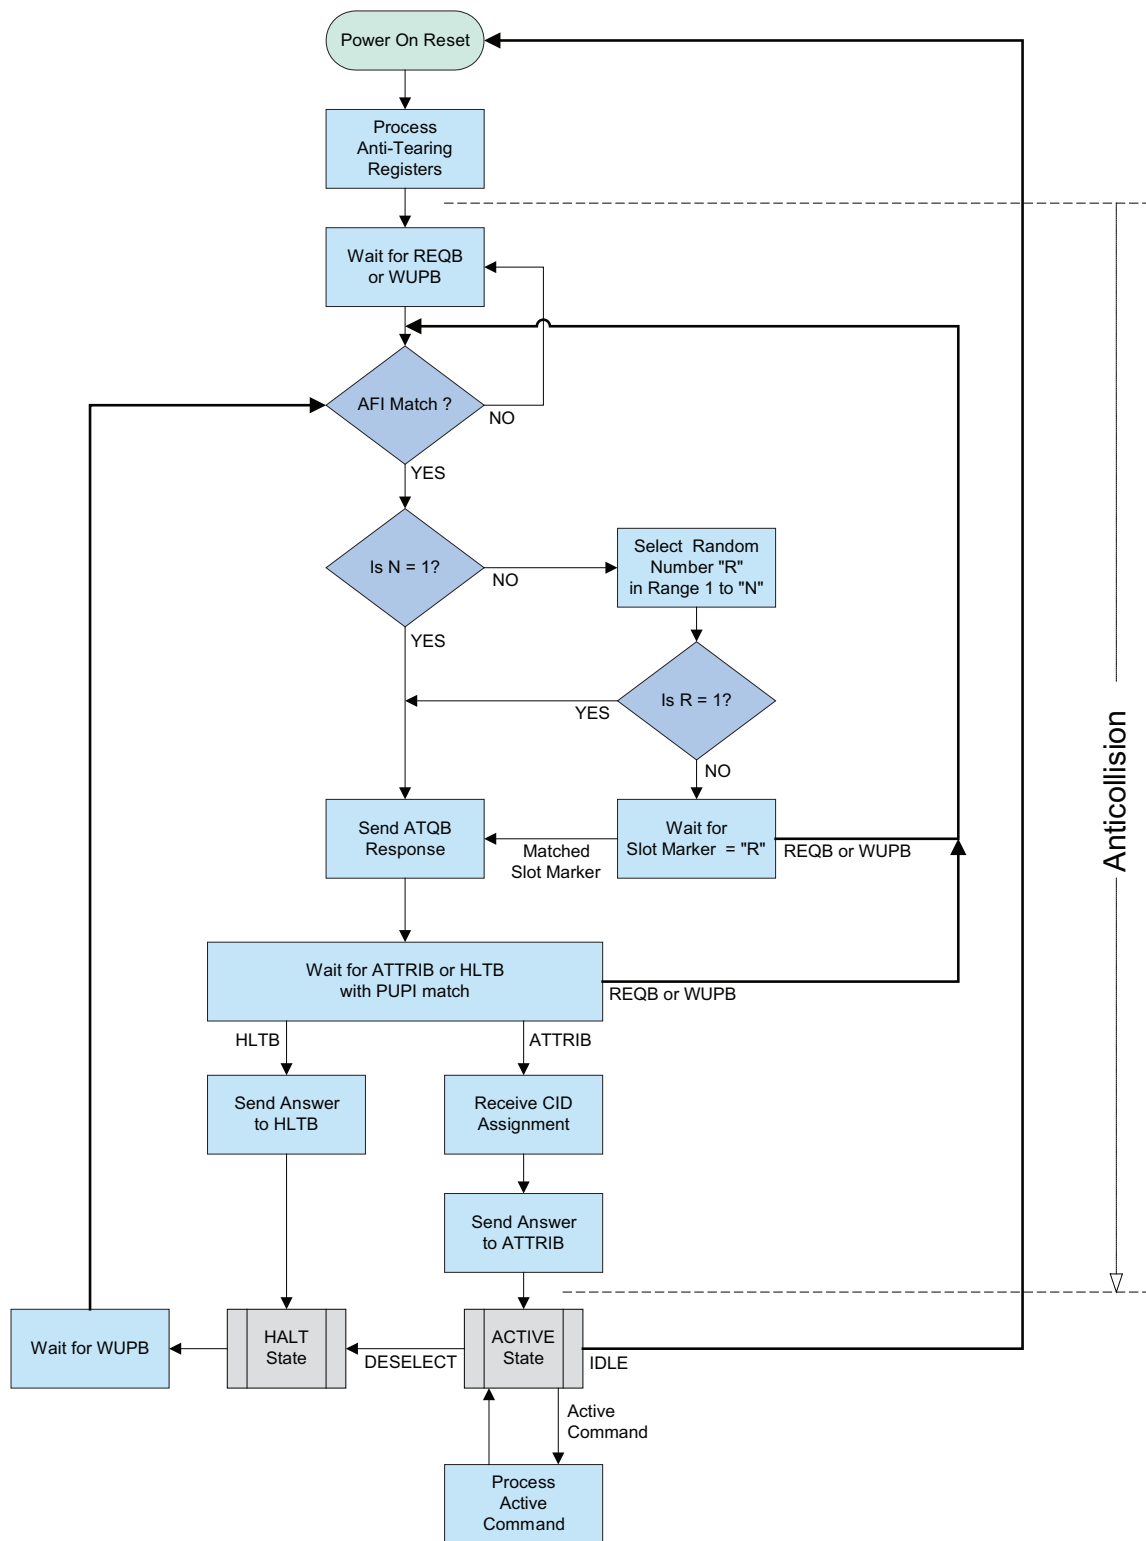 Power On Reset
Process
Anti-Tearing
Registers
Wait for REQB
or WUPB
AFI Match ?
NO
YES
Is N = 1?
NO
YES
Select Random
Number "R"
in Range 1 to "N"
Is R = 1?
YES
NO
Send ATQB
Response
Matched
Slot Marker
Wait for
Slot Marker = "R"
REQB or WUPB
Anticollision
Wait for ATTRIB or HLTB
with PUPI match
REQB or WUPB
HLTB
ATTRIB
Send Answer
to HLTB
Receive CID
Assignment
Send Answer
to ATTRIB
Wait for WUPB
HALT
State
DESELECT
ACTIVE
State
IDLE
Active
Command
Process
Active
Command